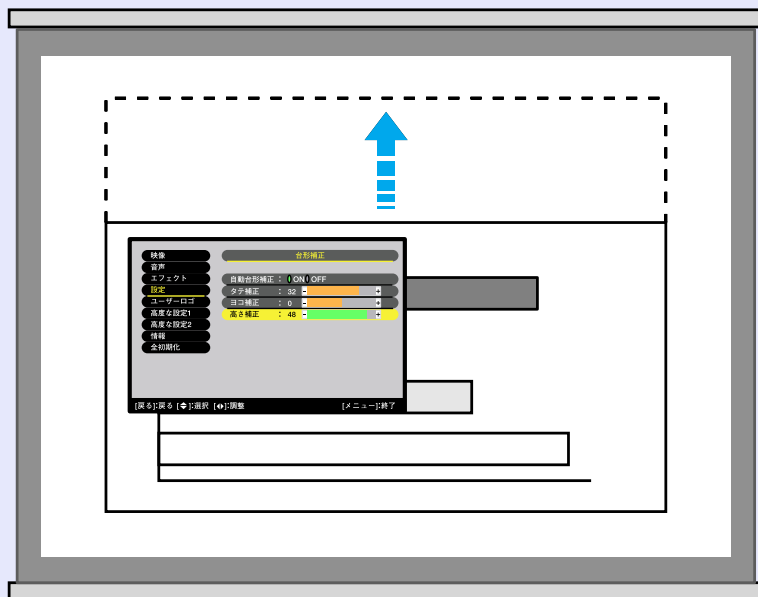 映像
音声
エフェクト
設定
ユーザーロゴ
高度な設定1
高度な設定2
情報
全初期化
台形補正
自動台形補正 : ON OFF
タテ補正 : 32 - +
ヨコ補正 : 0 - +
高さ補正 : 48 - +
[戻る]:戻る [◆]:選択 [◀▶]:調整 [メニュー]:終了